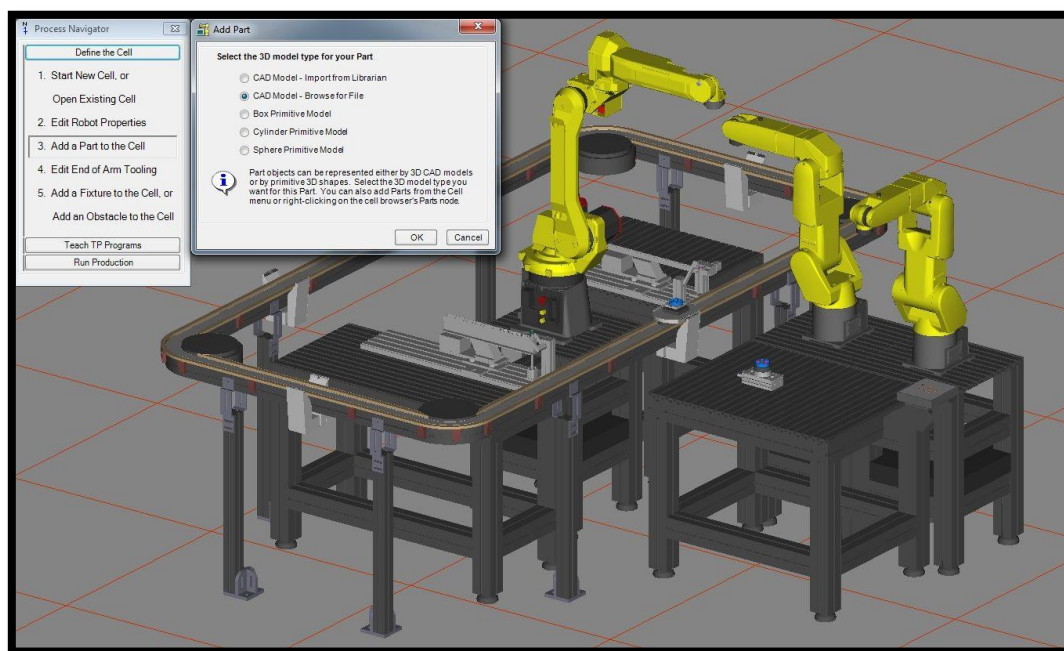 Process Navigator
Define the Cell
1. Start New Cell, or
Open Existing Cell
2. Edit Robot Properties
3. Add a Part to the Cell
4. Edit End of Arm Tooling
5. Add a Fixture to the Cell, or
Add an Obstacle to the Cell
Teach TP Programs
Run Production
Add Part
Select the 3D model type for your Part
CAD Model - Import from Librarian
CAD Model - Browse for File
Box Primitive Model
Cylinder Primitive Model
Sphere Primitive Model
Part objects can be represented either by 3D CAD models
or by primitive 3D shapes. Select the 3D model type you
want for this Part. You can also add Parts from the Cell
menu or right-clicking on the cell browser's Parts node.
OK
Cancel